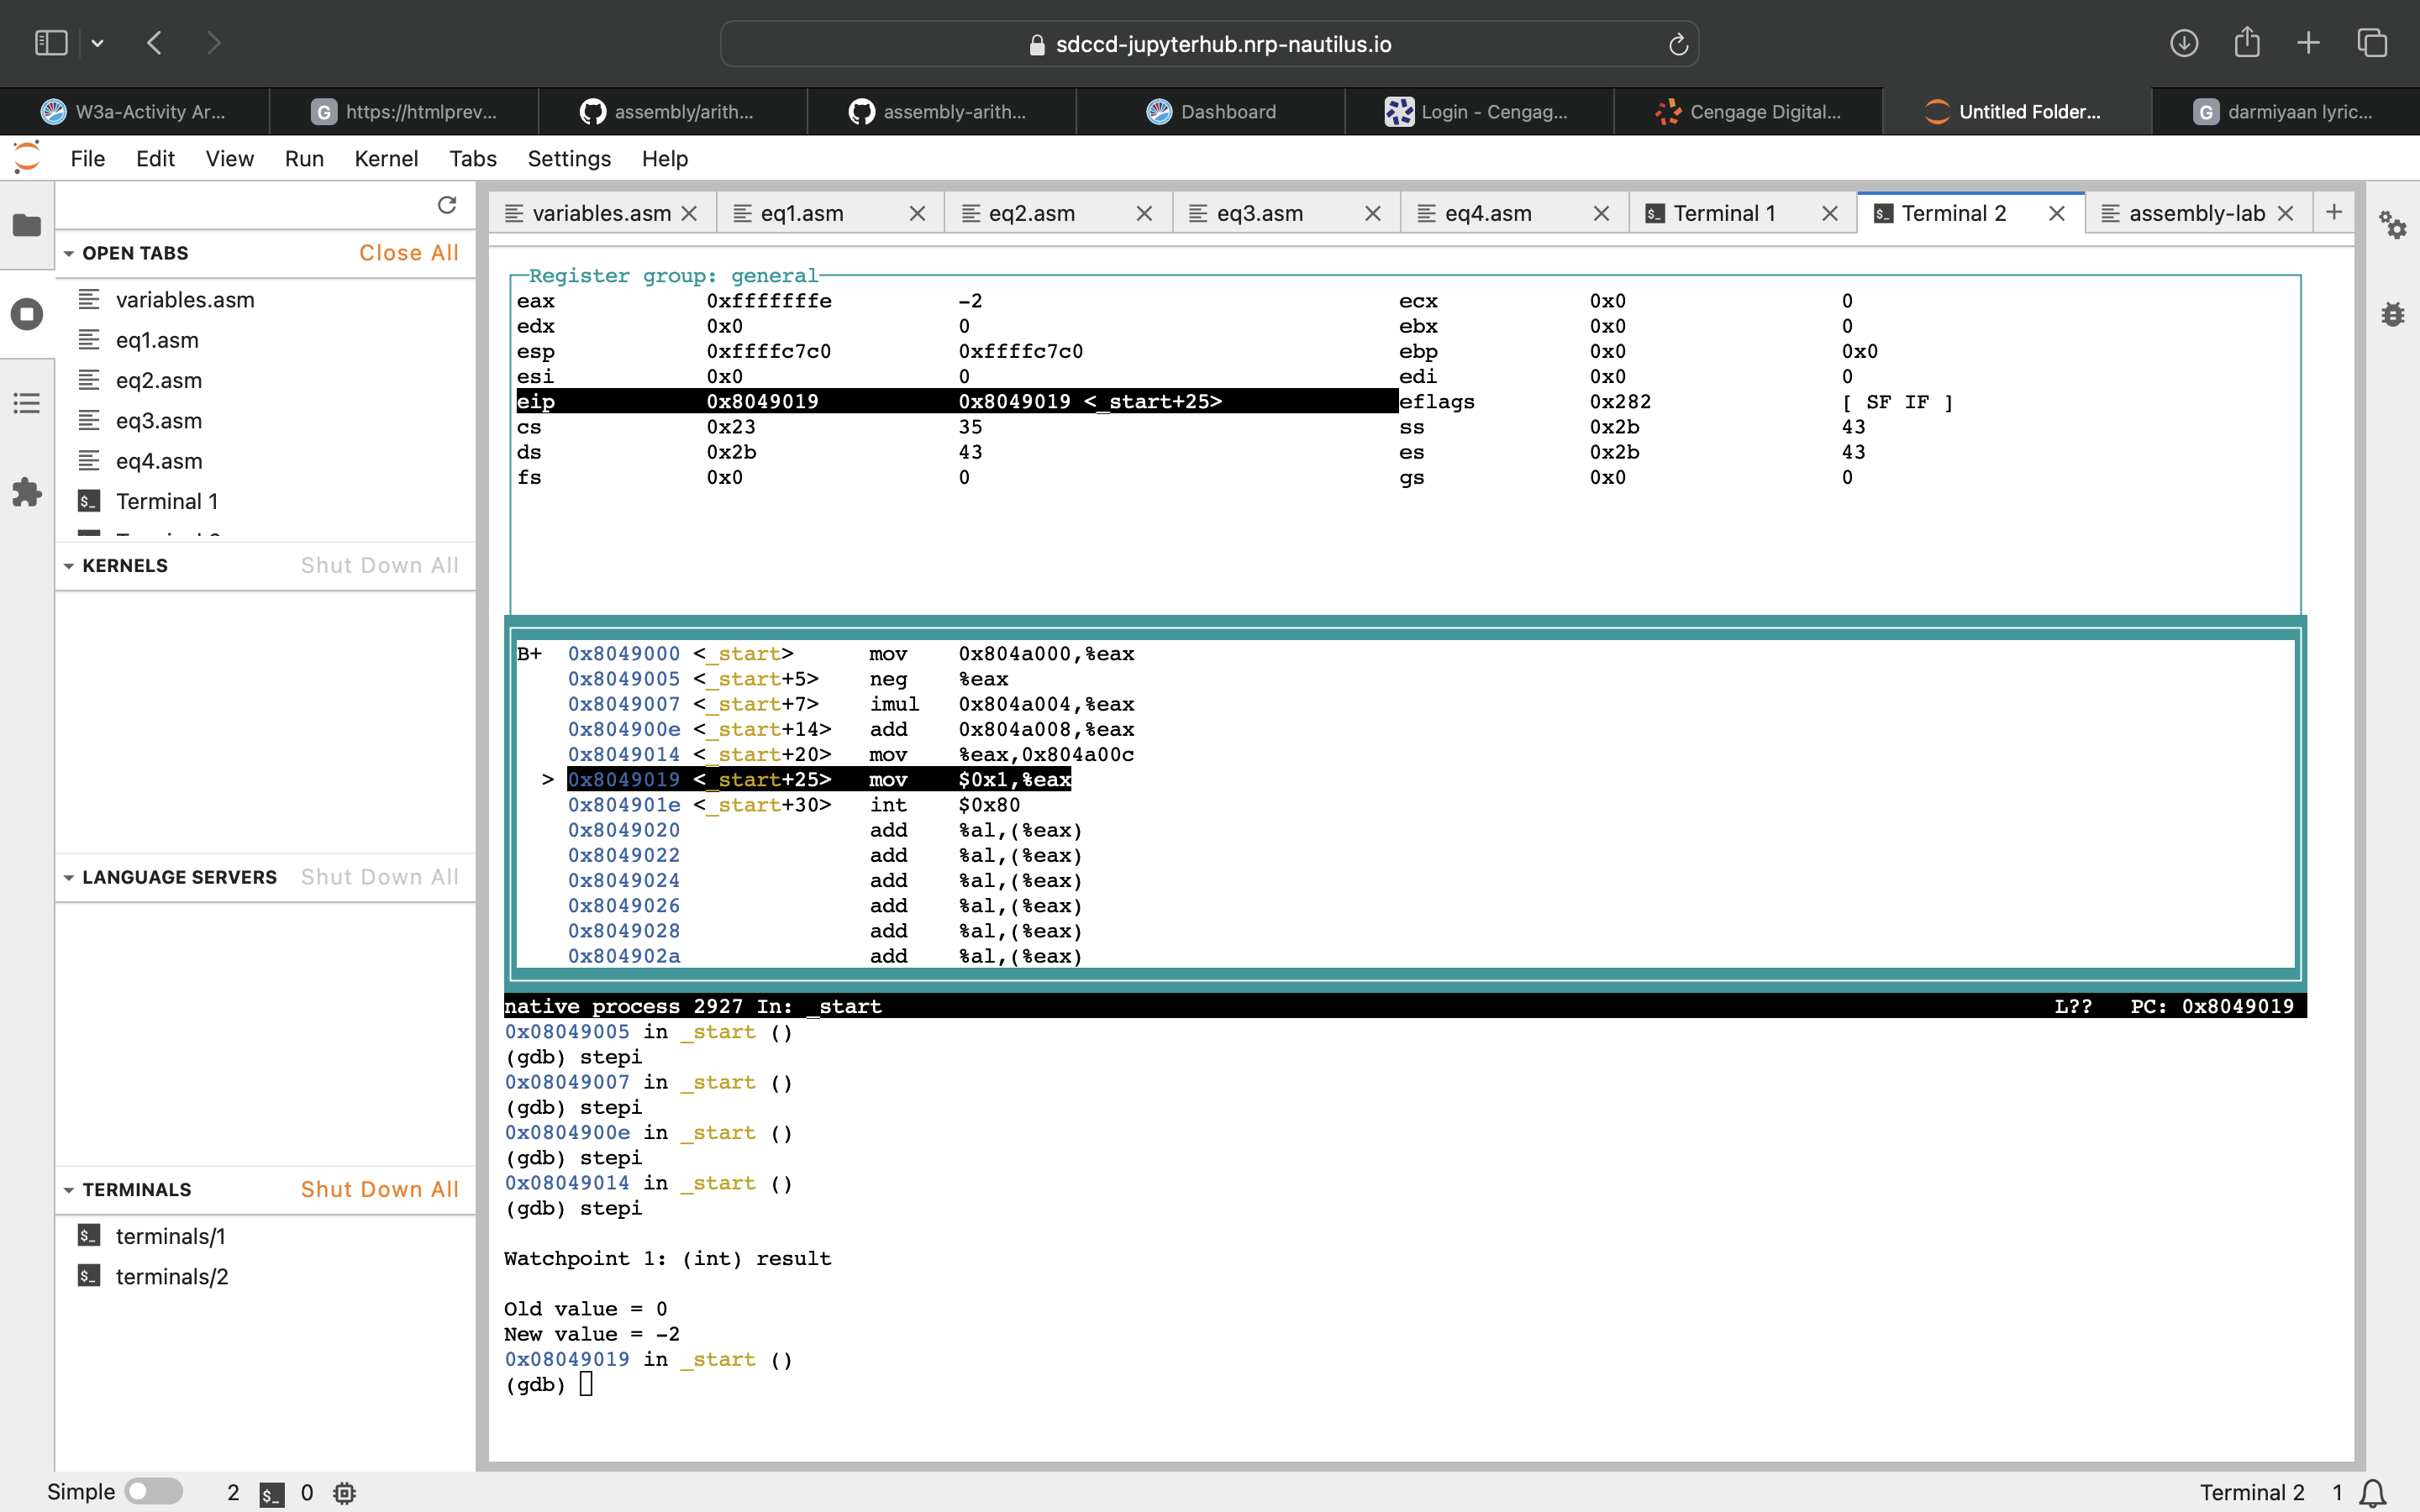 sdccd-jupyterhub.nrp-nautilus.io
W3a-Activity Ar...
G https://htmlprev...
assembly/arith...
assembly-arith...
Dashboard
Login - Cengag...
Cengage Digital...
Untitled Folder...
G darmiyaan lyric...
File Edit View Run Kernel Tabs Settings Help
variables.asm eq1.asm eq2.asm eq3.asm eq4.asm Terminal 1 Terminal 2 assembly-lab
OPEN TABS Close All
variables.asm
eq1.asm
eq2.asm
eq3.asm
eq4.asm
Terminal 1
KERNELS Shut Down All
LANGUAGE SERVERS Shut Down All
TERMINALS Shut Down All
terminals/1
terminals/2
Register group: general
eax 0xfffffffe -2 ecx 0x0 0
edx 0x0 0 ebx 0x0 0
esp 0xffffc7c0 0xffffc7c0 ebp 0x0 0x0
esi 0x0 0 edi 0x0 0
eip 0x8049019 0x8049019 <_start+25> eflags 0x282 [ SF IF ]
cs 0x23 35 ss 0x2b 43
ds 0x2b 43 es 0x2b 43
fs 0x0 0 gs 0x0 0
B+ 0x8049000 <_start> mov 0x804a000,%eax
0x8049005 <_start+5> neg %eax
0x8049007 <_start+7> imul 0x804a004,%eax
0x804900e <_start+14> add 0x804a008,%eax
0x8049014 <_start+20> mov %eax,0x804a00c
> 0x8049019 <_start+25> mov $0x1,%eax
0x804901e <_start+30> int $0x80
0x8049020 add %al,(%eax)
0x8049022 add %al,(%eax)
0x8049024 add %al,(%eax)
0x8049026 add %al,(%eax)
0x8049028 add %al,(%eax)
0x804902a add %al,(%eax)
native process 2927 In: _start L?? PC: 0x8049019
0x08049005 in _start ()
(gdb) stepi
0x08049007 in _start ()
(gdb) stepi
0x0804900e in _start ()
(gdb) stepi
0x08049014 in _start ()
(gdb) stepi
Watchpoint 1: (int) result
Old value = 0
New value = -2
0x08049019 in _start ()
(gdb)
Simple 2 $_ 0 Terminal 2 1